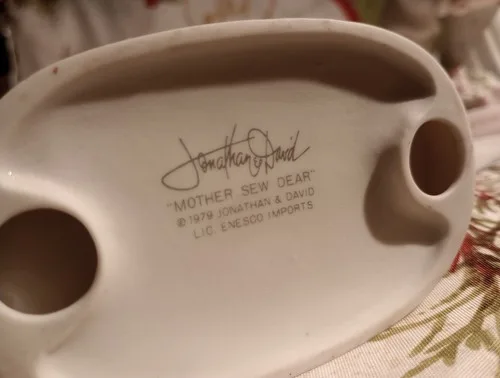 Jonathan & David
"MOTHER SEW DEAR"
© 1979 JONATHAN & DAVID
LIC. ENESCO IMPORTS